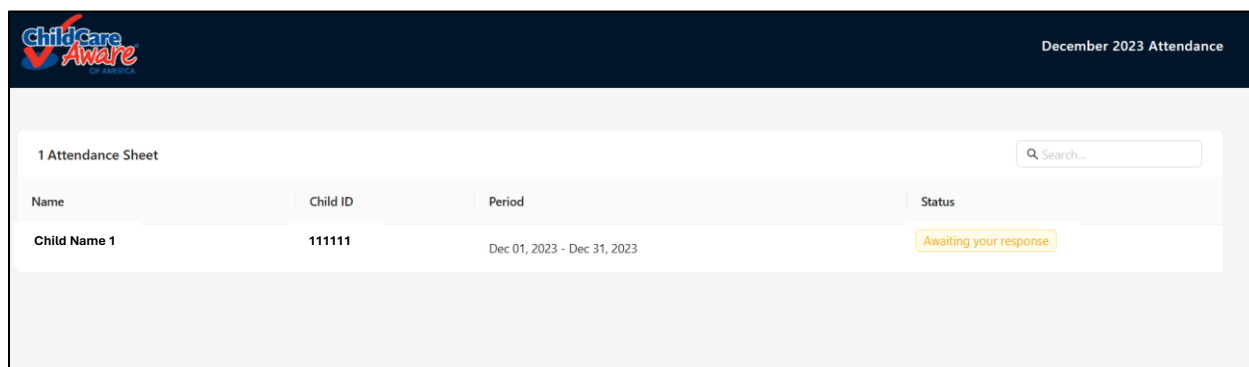 ChildCare
Aware
OF AMERICA
December 2023 Attendance
1 Attendance Sheet
Search...
Name Child ID Period Status
Child Name 1 111111 Dec 01, 2023 - Dec 31, 2023 Awaiting your response